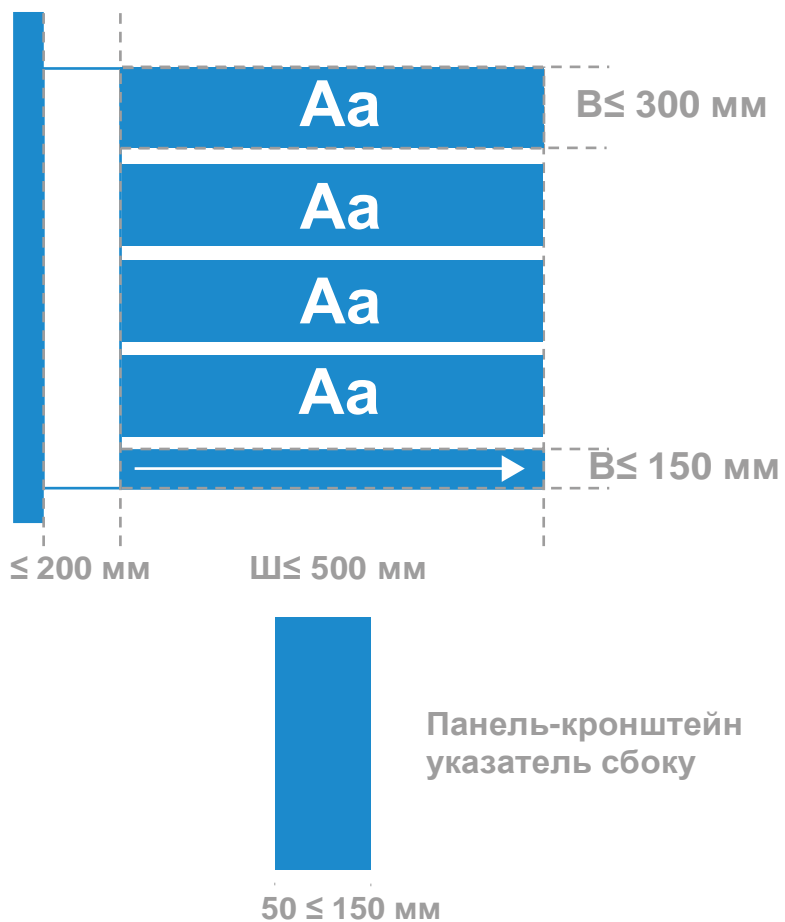 Aa
В≤ 300 мм
Aa
Aa
Aa
В≤ 150 мм
≤ 200 мм
Ш≤ 500 мм
Панель-кронштейн
указатель сбоку
50 ≤ 150 мм